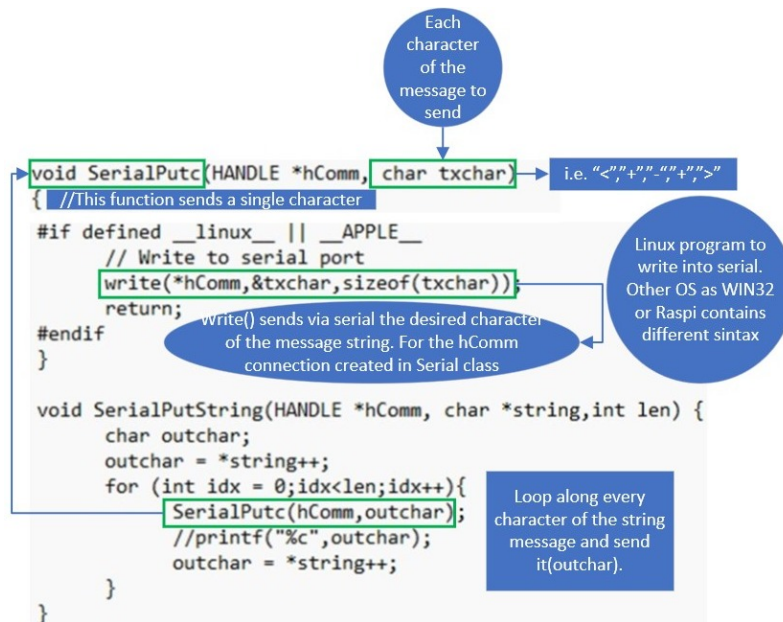 Each
character
of the
message to
send
void SerialPutc(HANDLE *hComm, char txchar)
i.e. “<”,”+”,”-”,”+”,”>”
{ //This function sends a single character
#if defined __linux__ || __APPLE__
// Write to serial port
write(*hComm,&txchar,sizeof(txchar));
return;
#endif
}
Linux program to
write into serial.
Other OS as WIN32
or Raspi contains
different sintax
Write() sends via serial the desired character
of the message string. For the hComm
connection created in Serial class
void SerialPutString(HANDLE *hComm, char *string,int len) {
char outchar;
outchar = *string++;
for (int idx = 0;idx<len;idx++){
SerialPutc(hComm,outchar);
//printf("%c",outchar);
outchar = *string++;
}
}
Loop along every
character of the string
message and send
it(outchar).